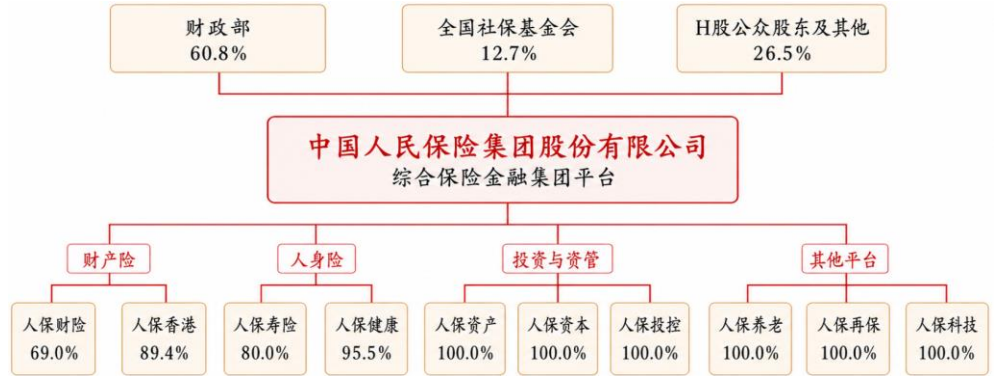 财政部
60.8%
全国社保基金会
12.7%
H股公众股东及其他
26.5%
中国人民保险集团股份有限公司
综合保险金融集团平台
财产险
人身险
投资与资管
其他平台
人保财险
69.0%
人保香港
89.4%
人保寿险
80.0%
人保健康
95.5%
人保资产
100.0%
人保资本
100.0%
人保投控
100.0%
人保养老
100.0%
人保再保
100.0%
人保科技
100.0%